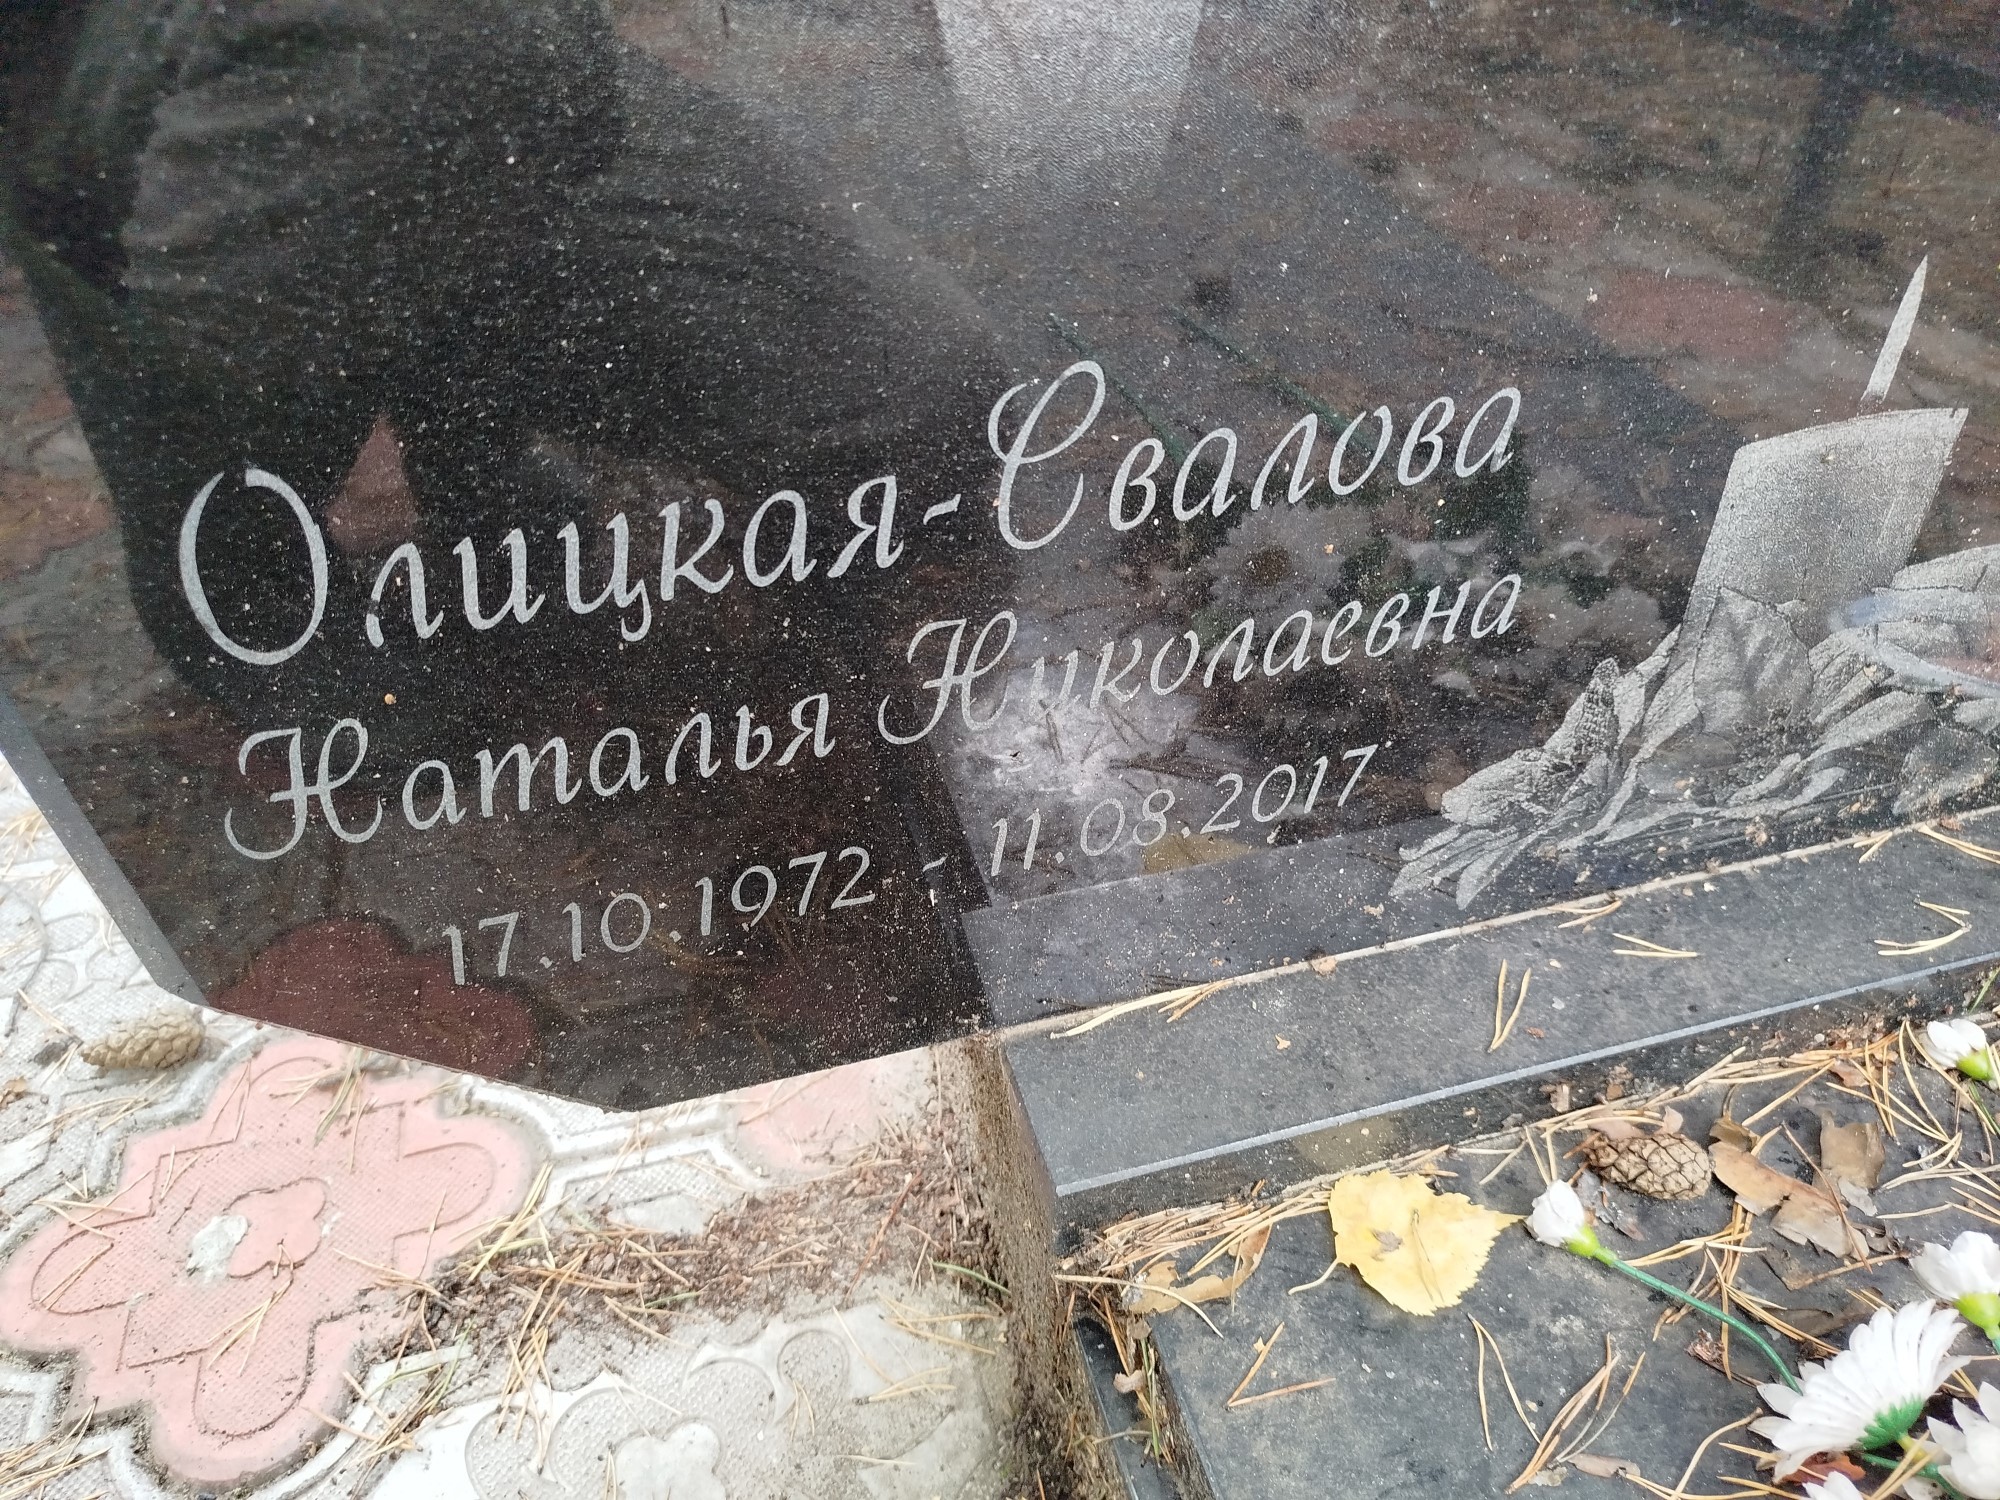 Олицкая-Свалова
Наталья Николаевна
17.10.1972 - 11.08.2017